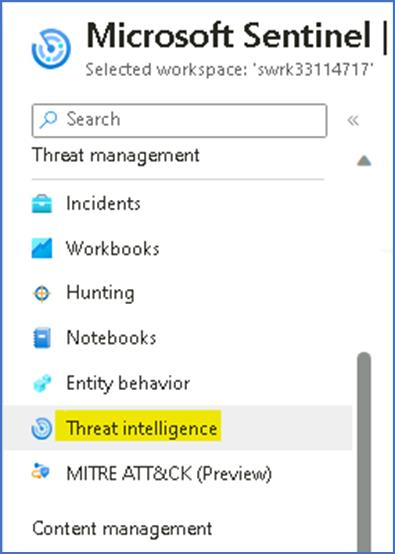 Microsoft Sentinel |
Selected workspace: 'swrk33114717'
Search
«
Threat management
Incidents
Workbooks
Hunting
Notebooks
Entity behavior
Threat intelligence
MITRE ATT&CK (Preview)
Content management